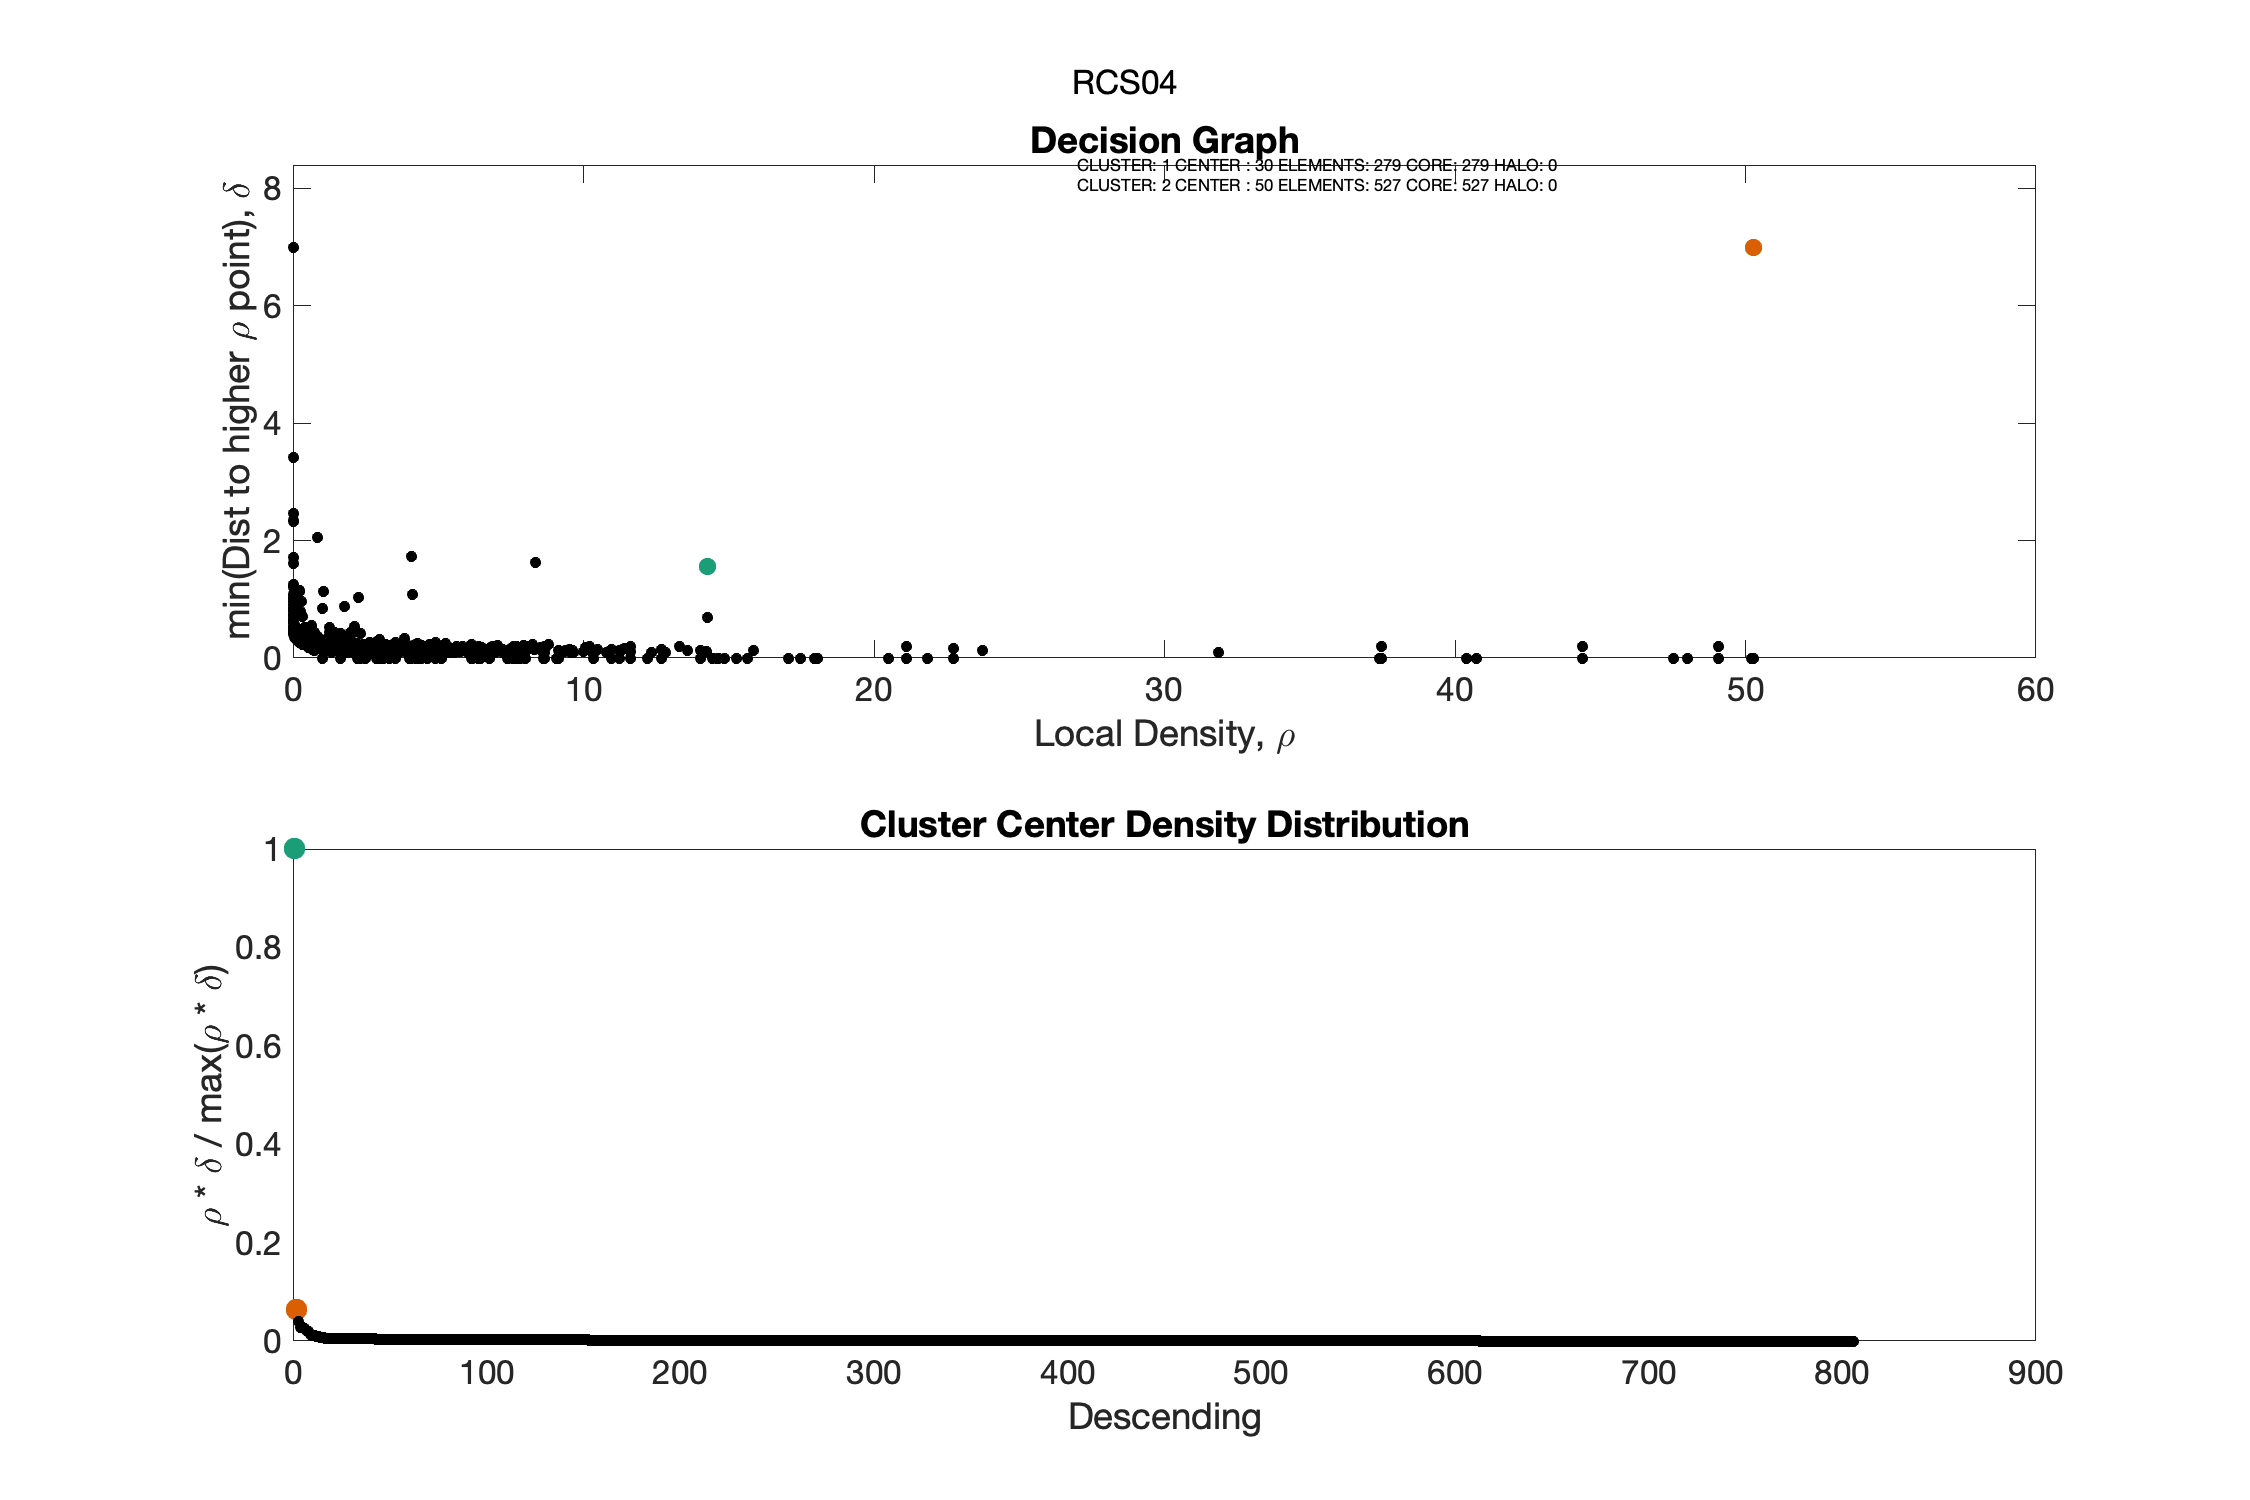 RCS04
Decision Graph
CLUSTER: 1 CENTER : 30 ELEMENTS: 279 CORE: 279 HALO: 0
CLUSTER: 2 CENTER : 50 ELEMENTS: 527 CORE: 527 HALO: 0
min(Dist to higher ρ point), δ
8
6
4
2
0
0 10 20 30 40 50 60
Local Density, ρ
Cluster Center Density Distribution
ρ * δ / max(ρ * δ)
1
0.8
0.6
0.4
0.2
0
0 100 200 300 400 500 600 700 800 900
Descending